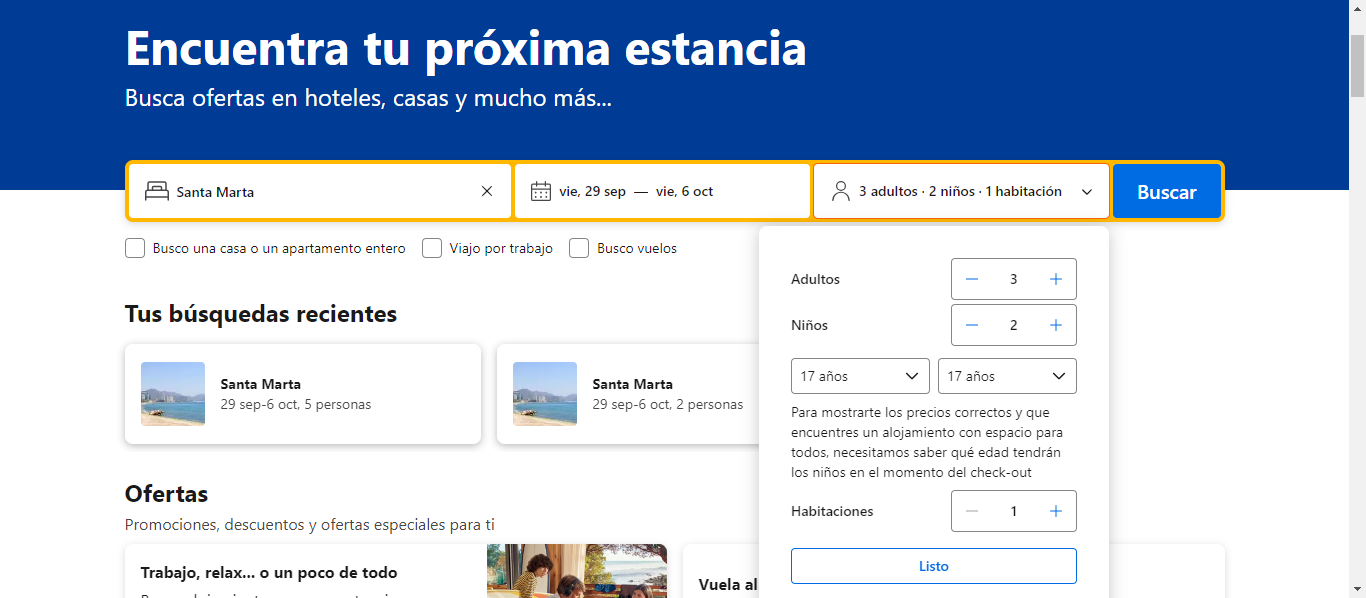 Encuentra tu próxima estancia
Busca ofertas en hoteles, casas y mucho más...
Santa Marta
vie, 29 sep — vie, 6 oct
3 adultos · 2 niños · 1 habitación
Buscar
Busco una casa o un apartamento entero
Viajo por trabajo
Busco vuelos
Adultos
3
Niños
2
17 años
17 años
Para mostrarte los precios correctos y que
encuentres un alojamiento con espacio para
todos, necesitamos saber qué edad tendrán
los niños en el momento del check-out
Habitaciones
1
Listo
Tus búsquedas recientes
Santa Marta
29 sep-6 oct, 5 personas
Santa Marta
29 sep-6 oct, 2 personas
Ofertas
Promociones, descuentos y ofertas especiales para ti
Trabajo, relax... o un poco de todo
Vuela al